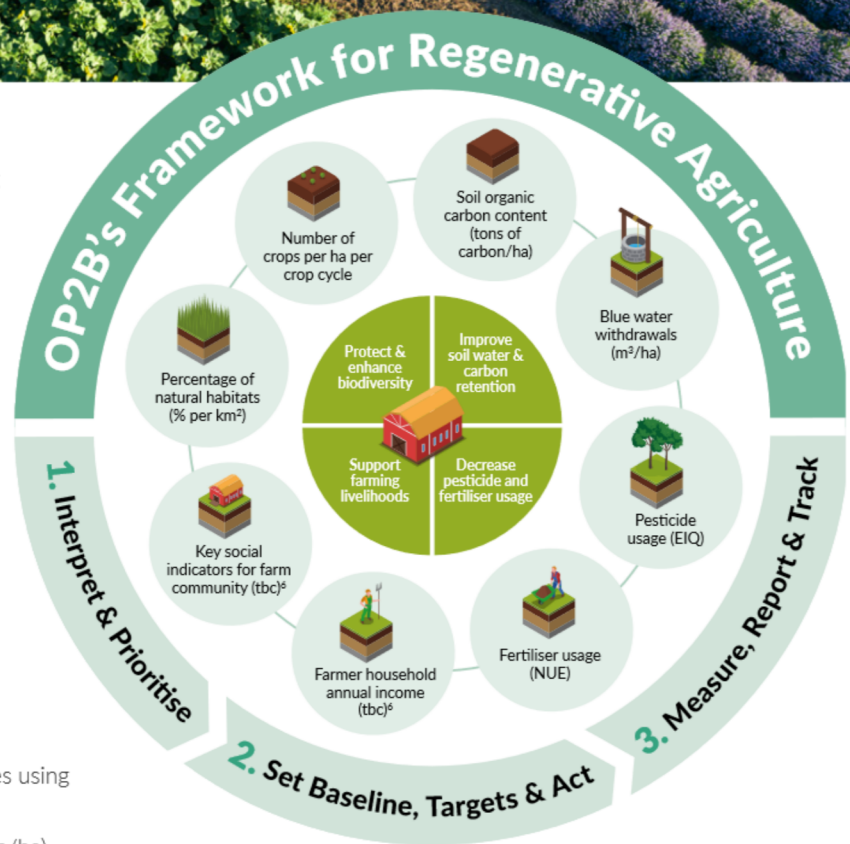 OP2B's Framework for Regenerative Agriculture
Soil organic
carbon content
(tons of
carbon/ha)
Number of
crops per ha per
crop cycle
Blue water
withdrawals
(m³/ha)
Percentage of
natural habitats
(% per km²)
Protect &
enhance
biodiversity
Improve
soil water &
carbon
retention
Support
farming
livelihoods
Decrease
pesticide and
fertiliser usage
Pesticide
usage (EIQ)
Key social
indicators for farm
community (tbc)⁶
Fertiliser usage
(NUE)
Farmer household
annual income
(tbc)⁶
1. Interpret & Prioritise
2. Set Baseline, Targets & Act
3. Measure, Report & Track
es using